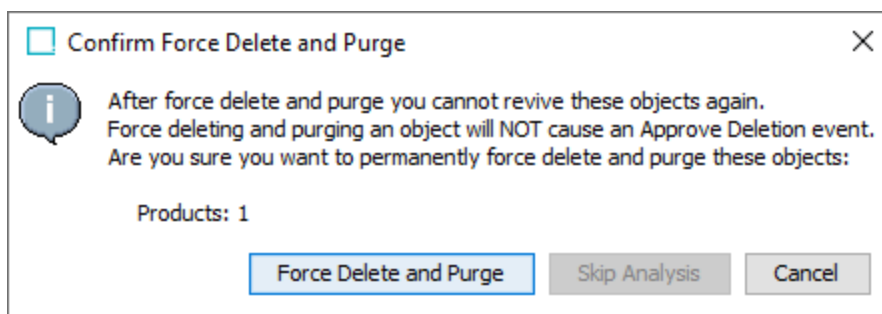 Confirm Force Delete and Purge
After force delete and purge you cannot revive these objects again.
Force deleting and purging an object will NOT cause an Approve Deletion event.
Are you sure you want to permanently force delete and purge these objects:
Products: 1
Force Delete and Purge
Skip Analysis
Cancel